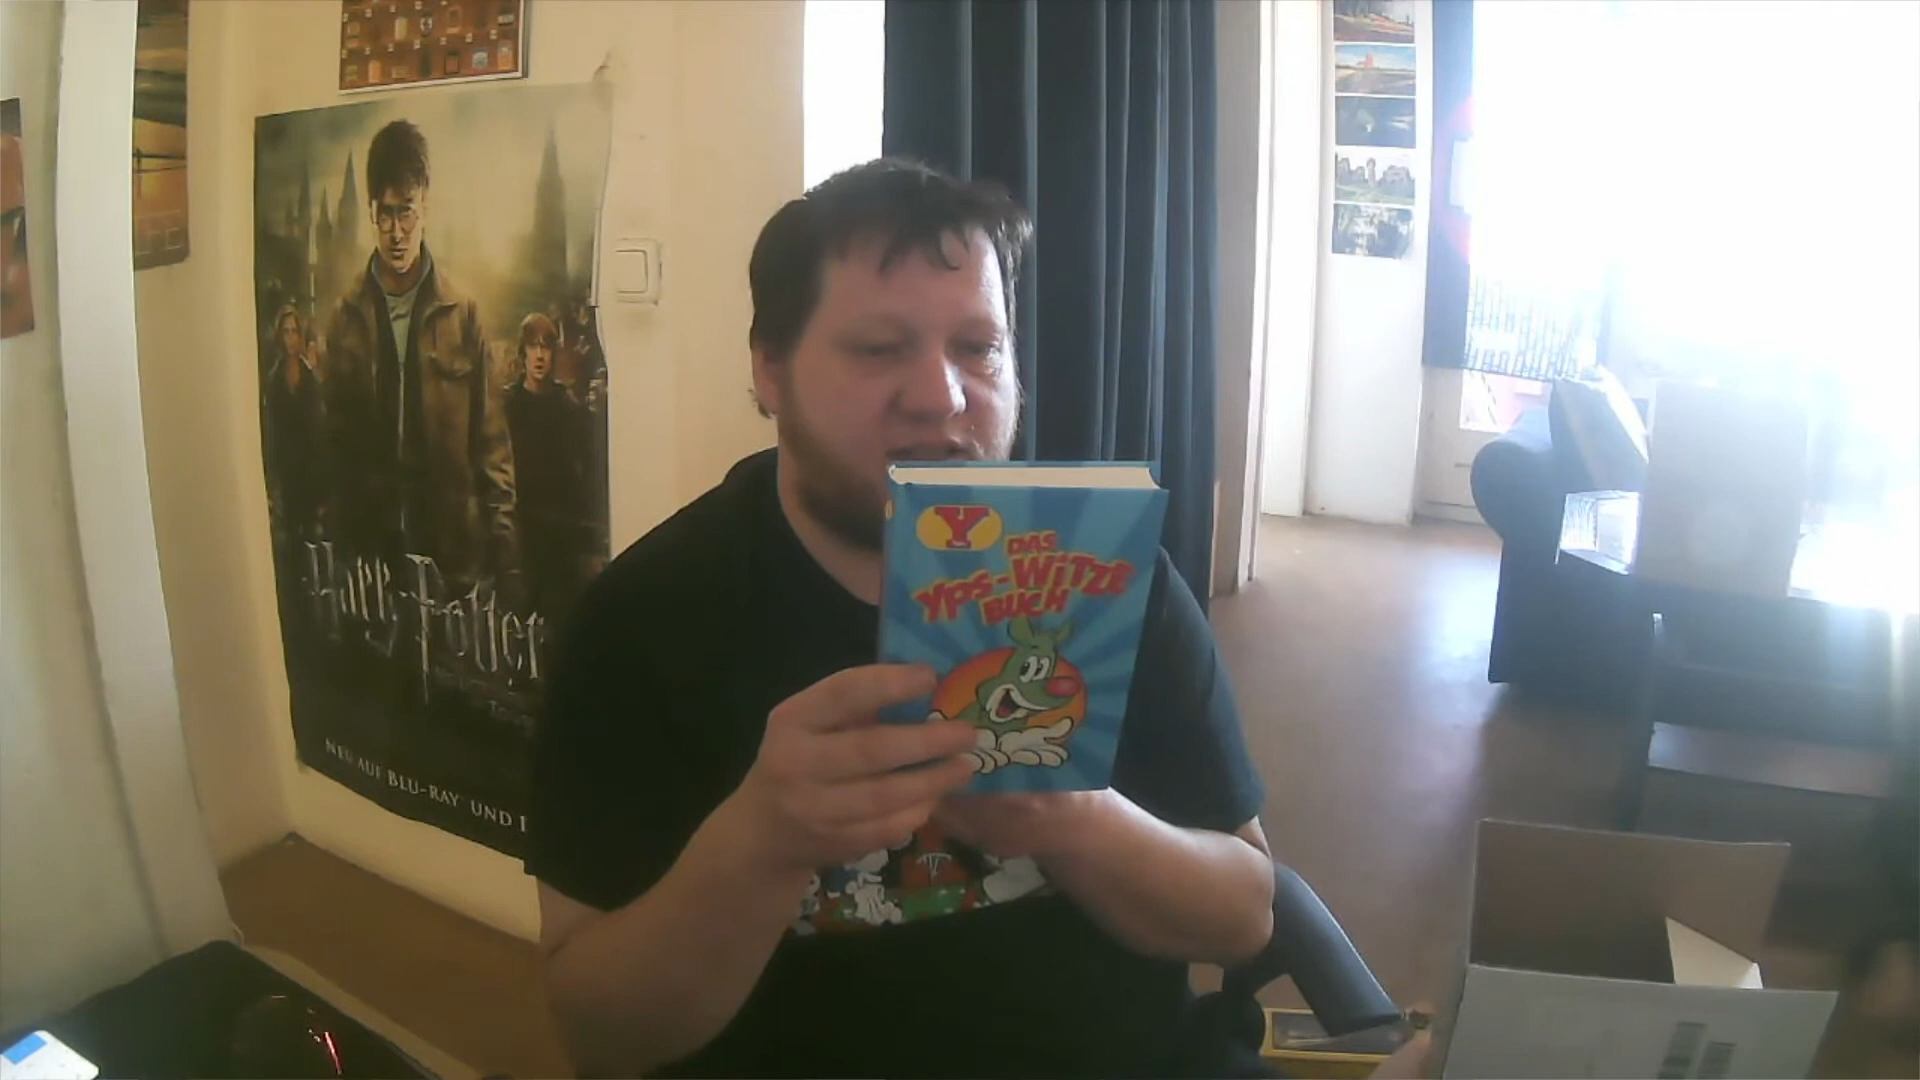 Y
DAS
YPS-WiTZE
BUCH
Harry Potter
NEU AUF BLU-RAY UND